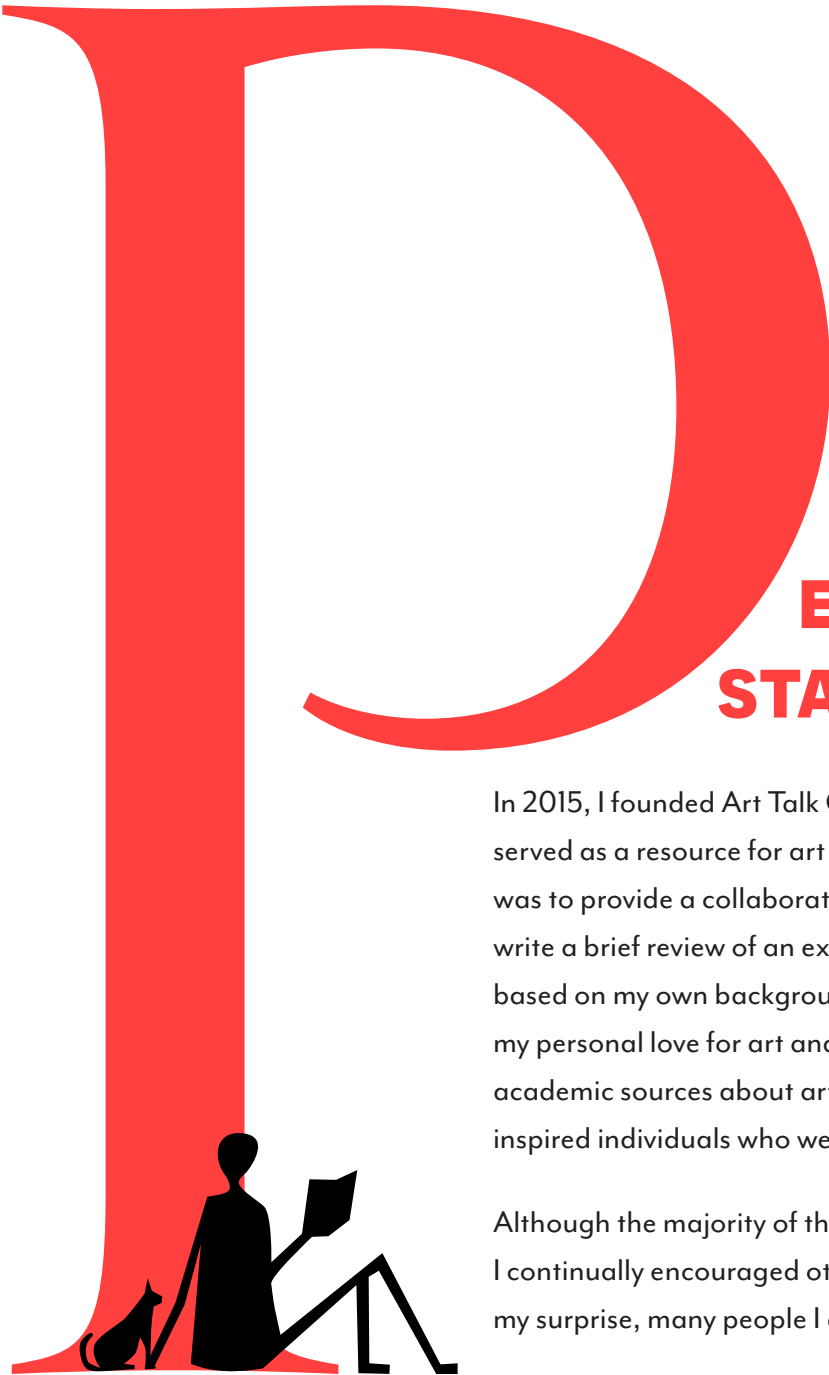 P
E
STA
In 2015, I founded Art Talk
served as a resource for art
was to provide a collaborat
write a brief review of an ex
based on my own backgrou
my personal love for art and
academic sources about ar
inspired individuals who we
Although the majority of th
I continually encouraged ot
my surprise, many people I